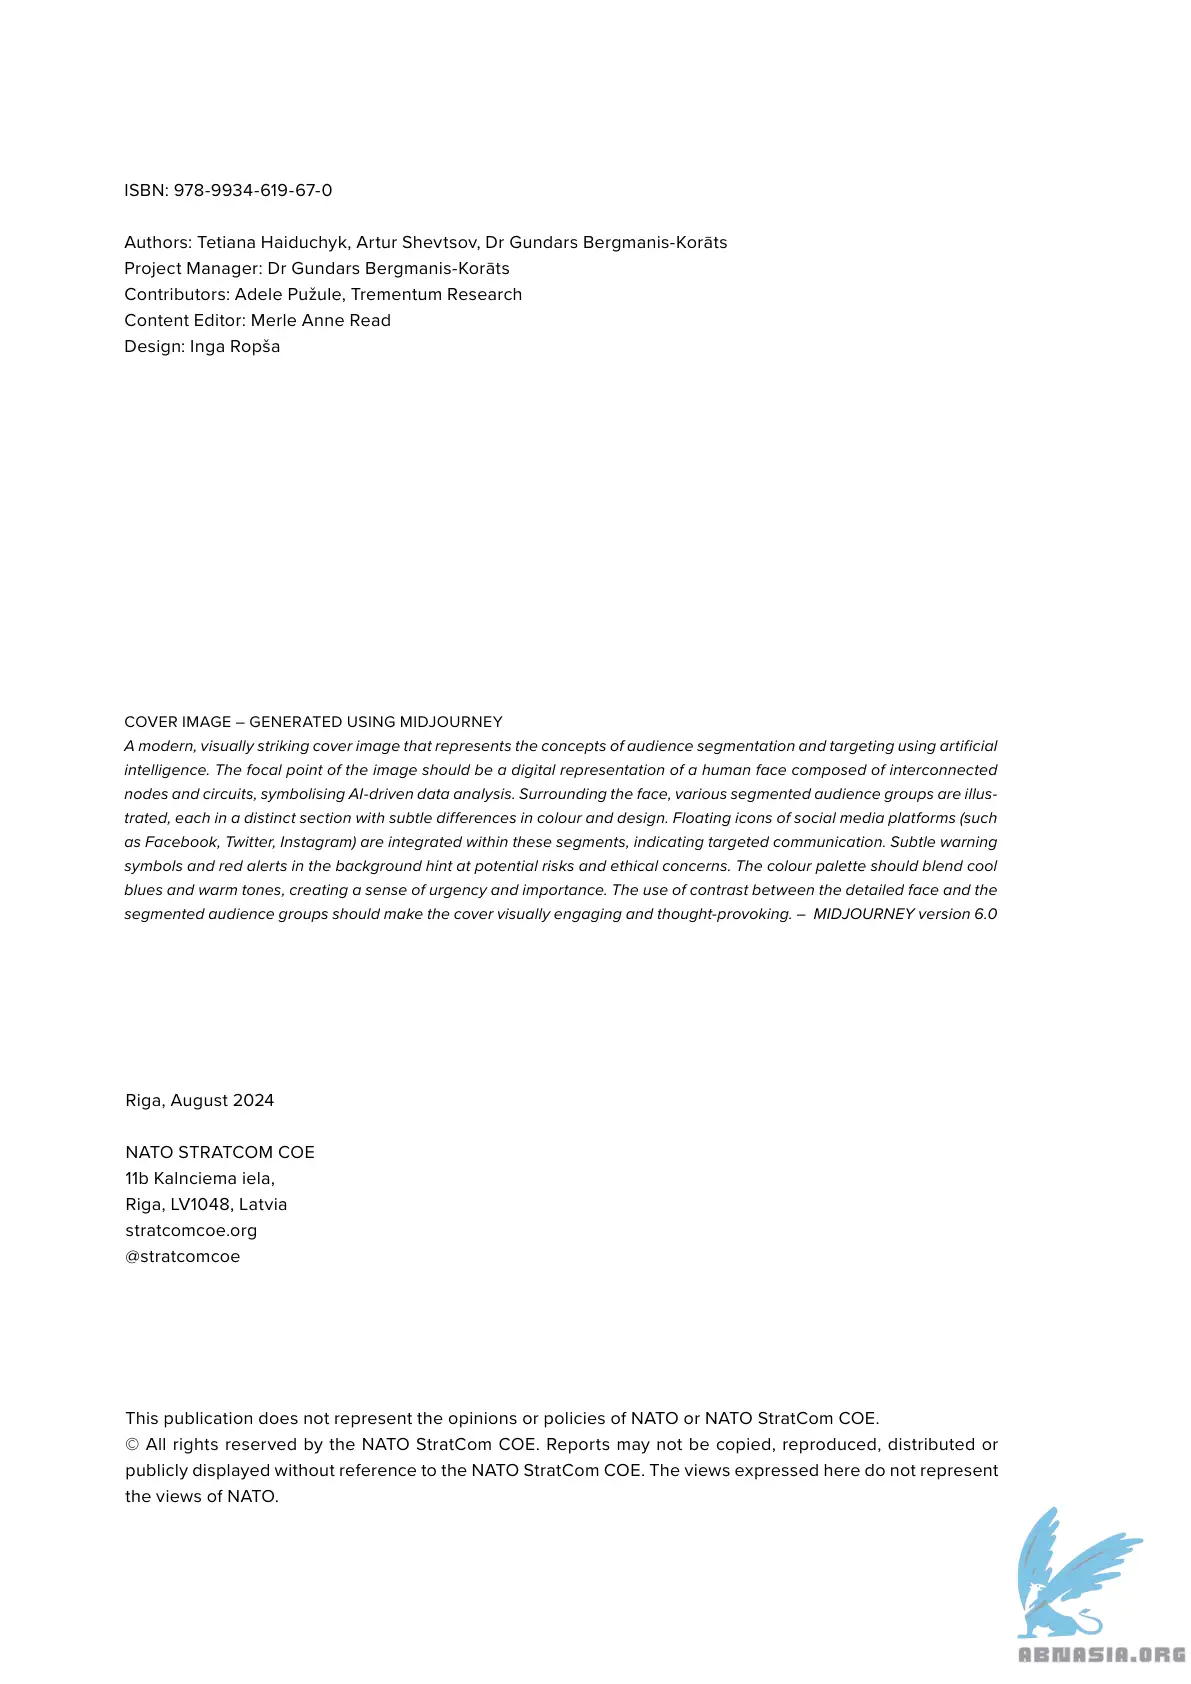 ISBN: 978-9934-619-67-0
Authors: Tetiana Haiduchyk, Artur Shevtsov, Dr Gundars Bergmanis-Korāts
Project Manager: Dr Gundars Bergmanis-Korāts
Contributors: Adele Pužule, Trementum Research
Content Editor: Merle Anne Read
Design: Inga Ropša
COVER IMAGE – GENERATED USING MIDJOURNEY
A modern, visually striking cover image that represents the concepts of audience segmentation and targeting using artificial
intelligence. The focal point of the image should be a digital representation of a human face composed of interconnected
nodes and circuits, symbolising AI-driven data analysis. Surrounding the face, various segmented audience groups are illus-
trated, each in a distinct section with subtle differences in colour and design. Floating icons of social media platforms (such
as Facebook, Twitter, Instagram) are integrated within these segments, indicating targeted communication. Subtle warning
symbols and red alerts in the background hint at potential risks and ethical concerns. The colour palette should blend cool
blues and warm tones, creating a sense of urgency and importance. The use of contrast between the detailed face and the
segmented audience groups should make the cover visually engaging and thought-provoking. – MIDJOURNEY version 6.0
Riga, August 2024
NATO STRATCOM COE
11b Kalnciema iela,
Riga, LV1048, Latvia
stratcomcoe.org
@stratcomcoe
This publication does not represent the opinions or policies of NATO or NATO StratCom COE.
© All rights reserved by the NATO StratCom COE. Reports may not be copied, reproduced, distributed or
publicly displayed without reference to the NATO StratCom COE. The views expressed here do not represent
the views of NATO.
ABNASIA.ORG